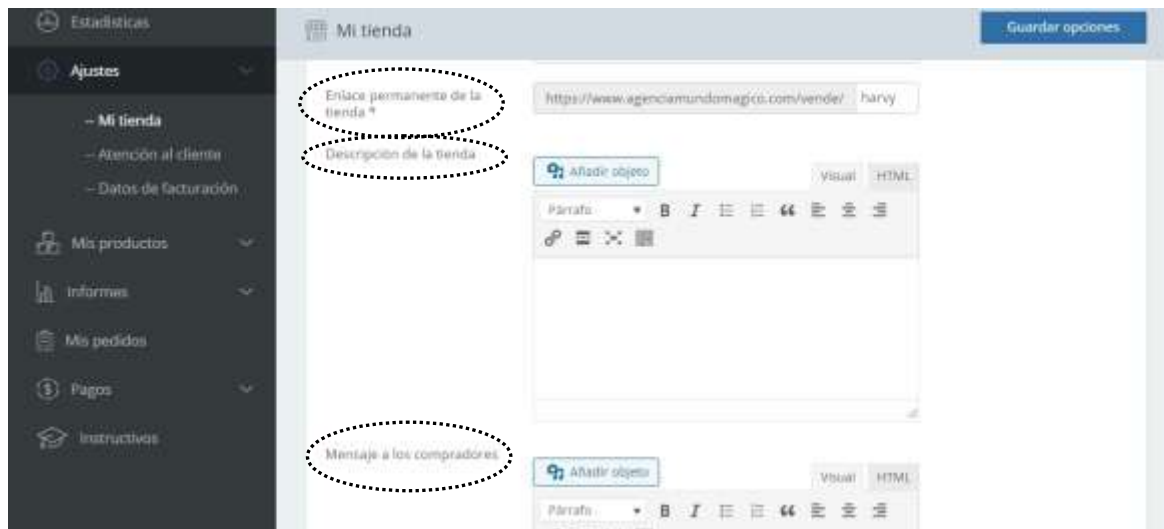 Estadísticas
Ajustes
– Mi tienda
– Atención al cliente
– Datos de facturación
Mis productos
Informes
Mis pedidos
Pagos
Instructivos
Mi tienda
Guardar opciones
Enlace permanente de la
tienda *
https://www.agenciamundomagico.com/vende/ harvy
Descripción de la tienda
Añadir objeto
Visual HTML
Párrafo B I
Mensaje a los compradores
Añadir objeto
Visual HTML
Párrafo B I